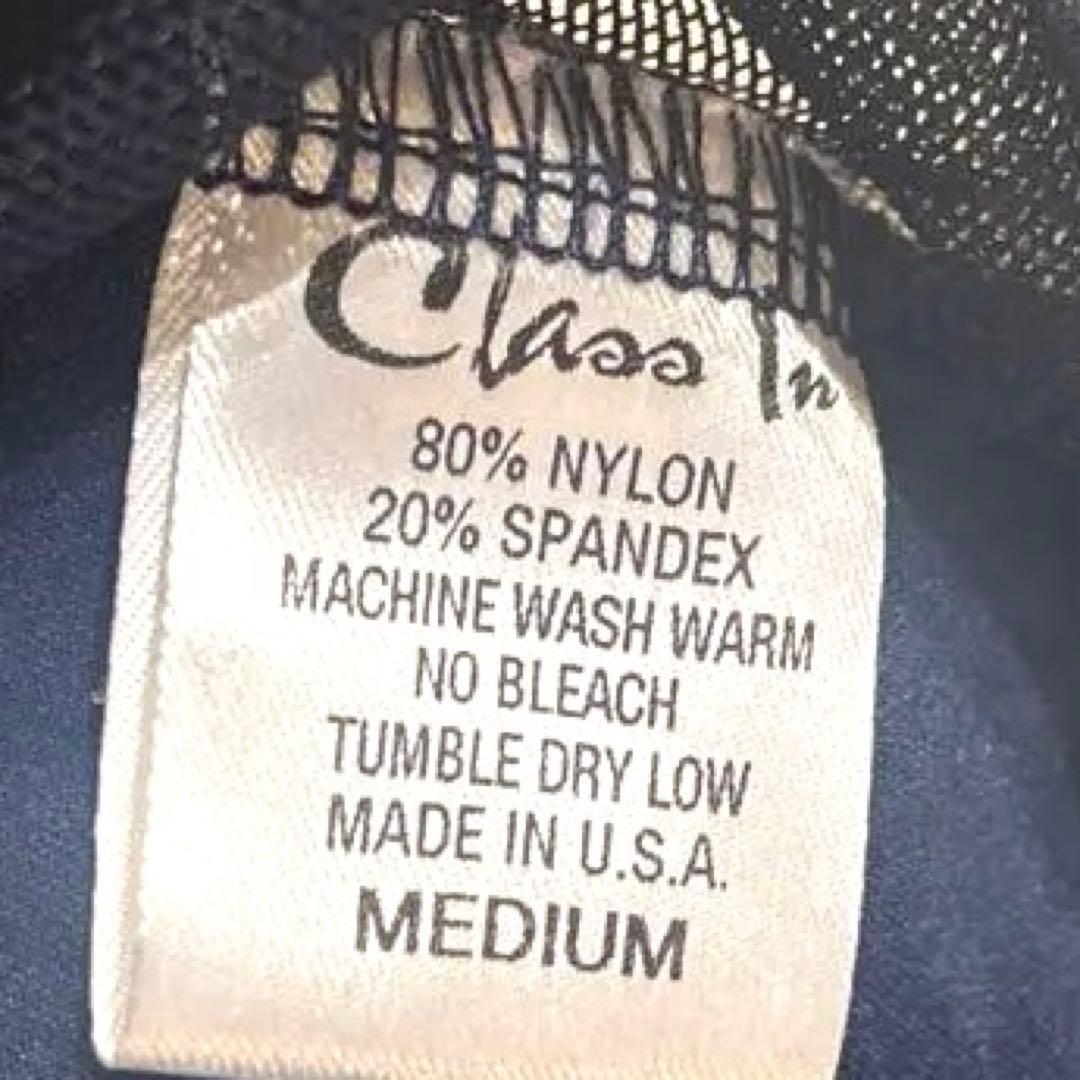 Class In
80% NYLON
20% SPANDEX
MACHINE WASH WARM
NO BLEACH
TUMBLE DRY LOW
MADE IN U.S.A.
MEDIUM